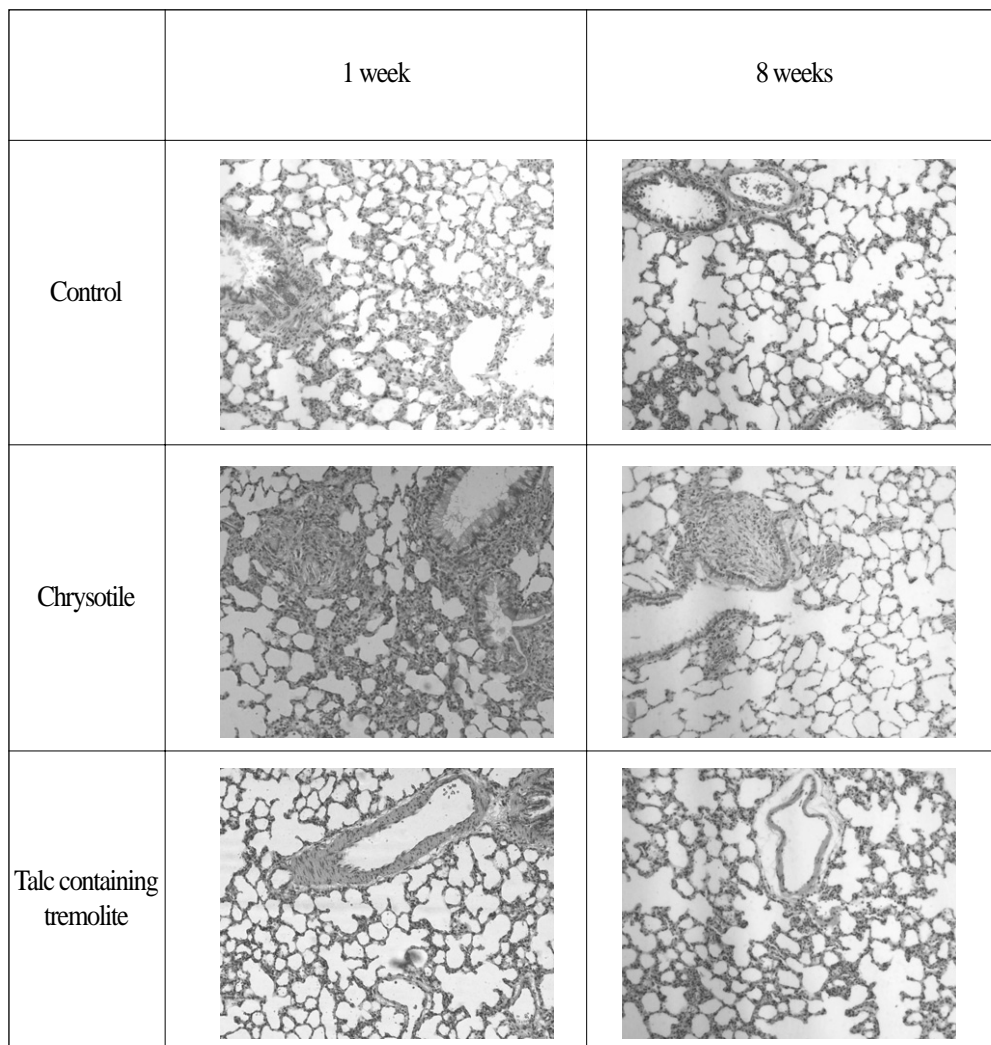 1 week
8 weeks
Control
Chrysotile
Talc containing
tremolite